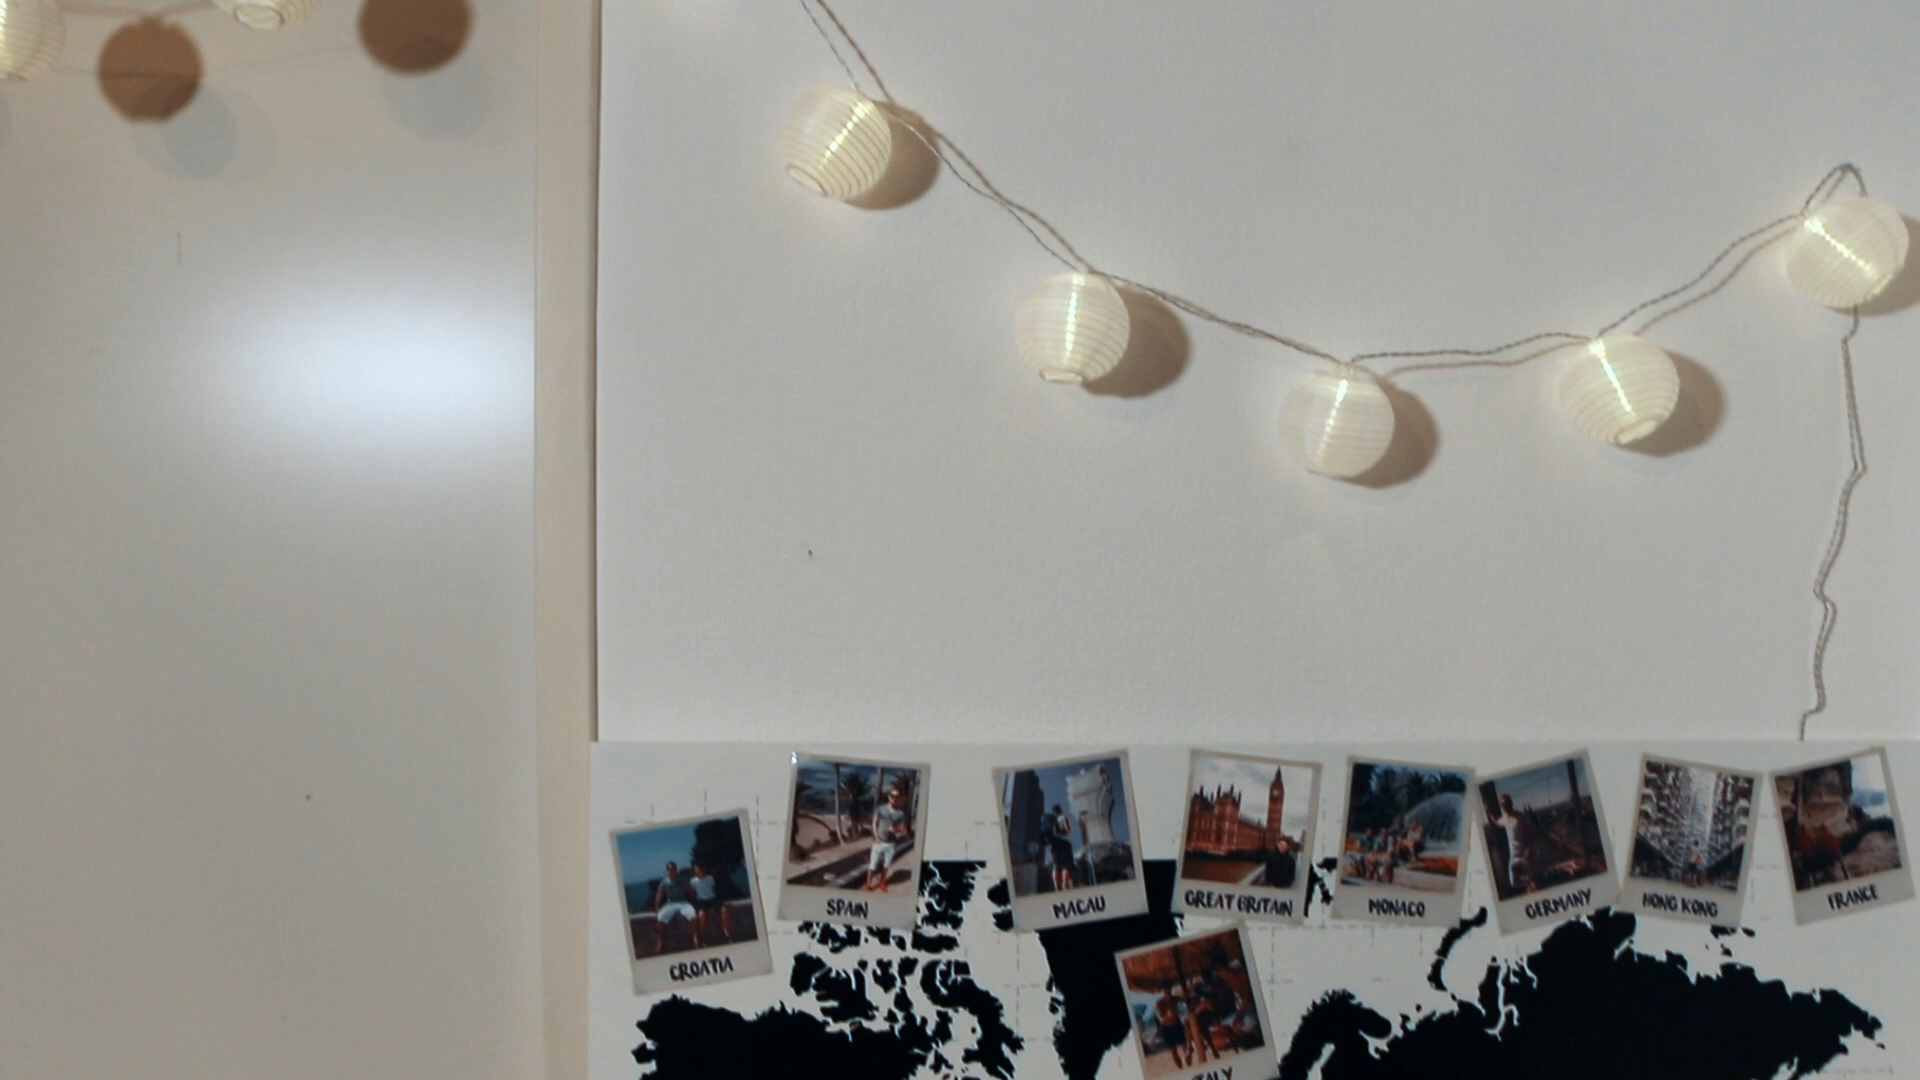 SPAIN
MACAU
GREAT BRITAIN
MONACO
GERMANY
HONG KONG
FRANCE
CROATIA